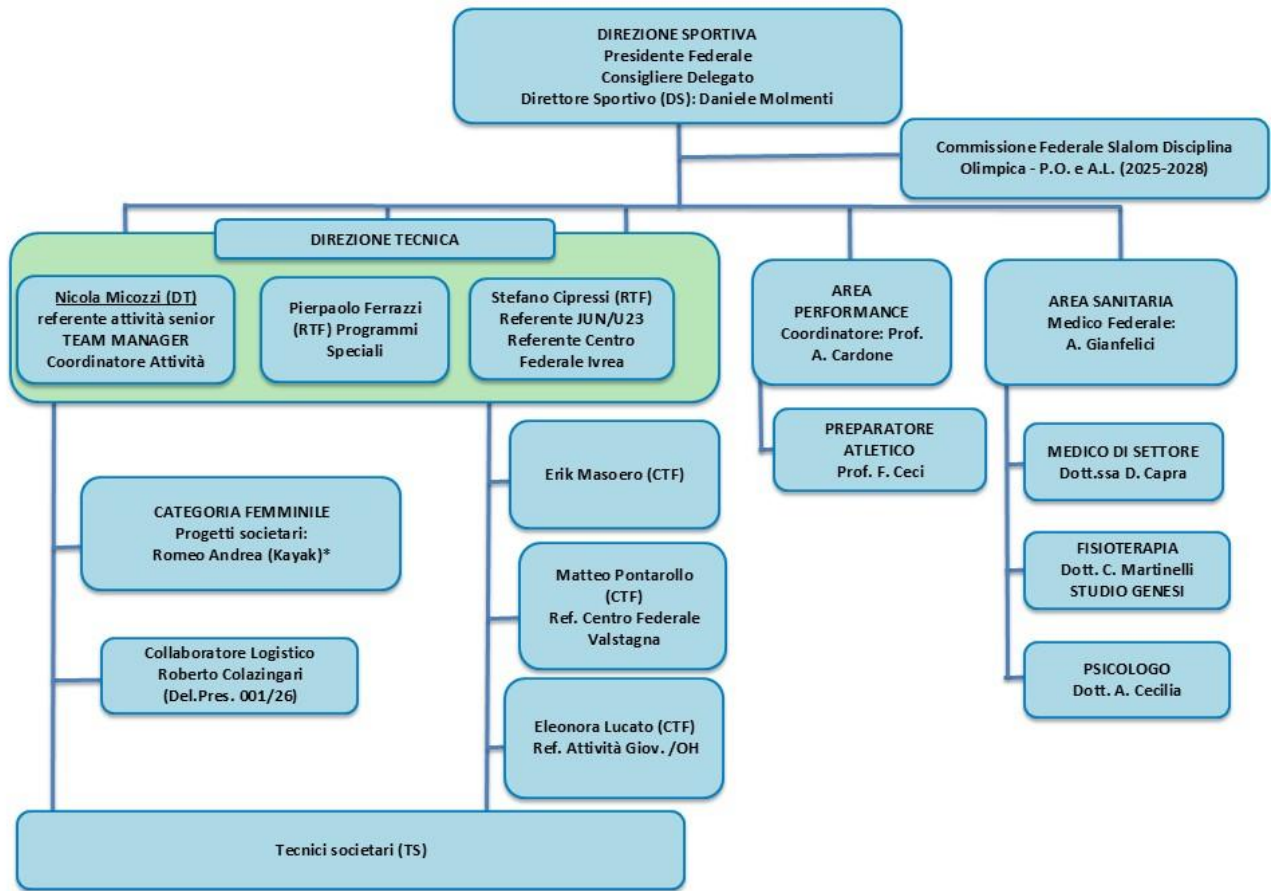 DIREZIONE SPORTIVA
Presidente Federale
Consigliere Delegato
Direttore Sportivo (DS): Daniele Molmenti
Commissione Federale Slalom Disciplina
Olimpica - P.O. e A.L. (2025-2028)
DIREZIONE TECNICA
Nicola Micozzi (DT)
referente attività senior
TEAM MANAGER
Coordinatore Attività
Pierpaolo Ferrazzi
(RTF) Programmi
Speciali
Stefano Cipressi (RTF)
Referente JUN/U23
Referente Centro
Federale Ivrea
AREA
PERFORMANCE
Coordinatore: Prof.
A. Cardone
AREA SANITARIA
Medico Federale:
A. Gianfelici
PREPARATORE
ATLETICO
Prof. F. Ceci
MEDICO DI SETTORE
Dott.ssa D. Capra
FISIOTERAPIA
Dott. C. Martinelli
STUDIO GENESI
PSICOLOGO
Dott. A. Cecilia
CATEGORIA FEMMINILE
Progetti societari:
Romeo Andrea (Kayak)*
Collaboratore Logistico
Roberto Colazingari
(Del.Pres. 001/26)
Erik Masoero (CTF)
Matteo Pontarollo
(CTF)
Ref. Centro Federale
Valstagna
Eleonora Lucato (CTF)
Ref. Attività Giov. /OH
Tecnici societari (TS)